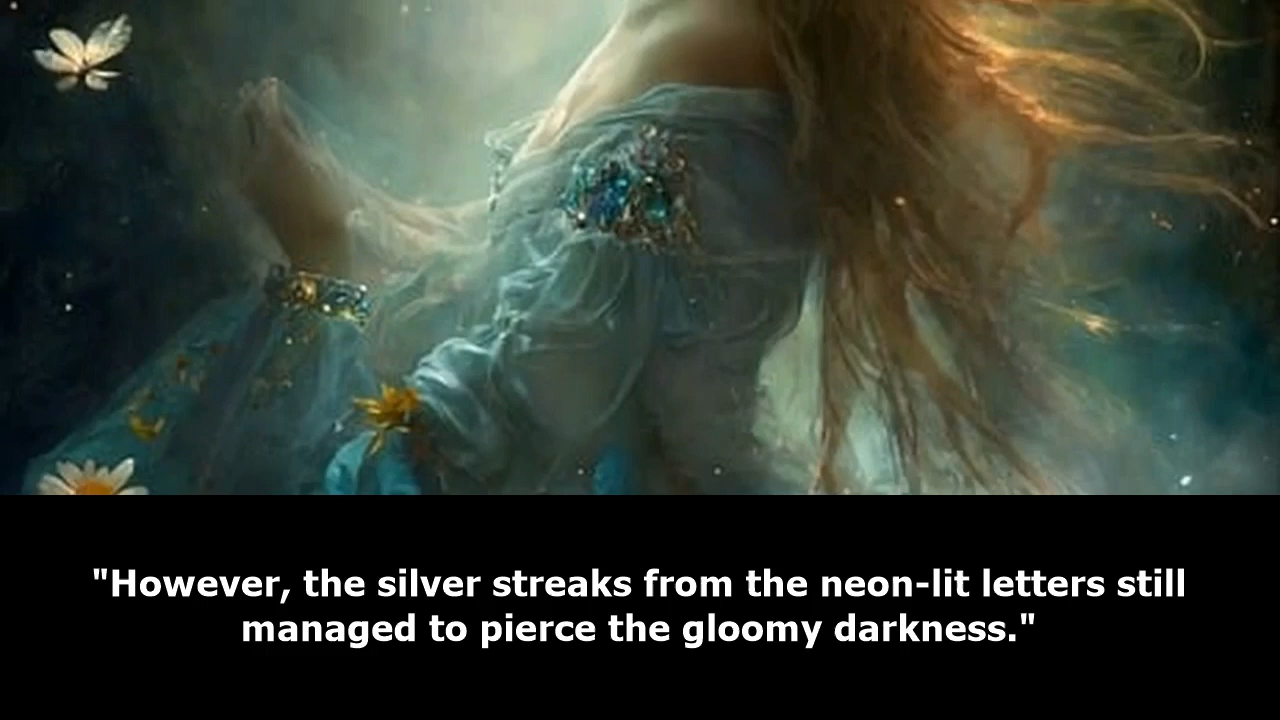 "However, the silver streaks from the neon-lit letters still
managed to pierce the gloomy darkness."